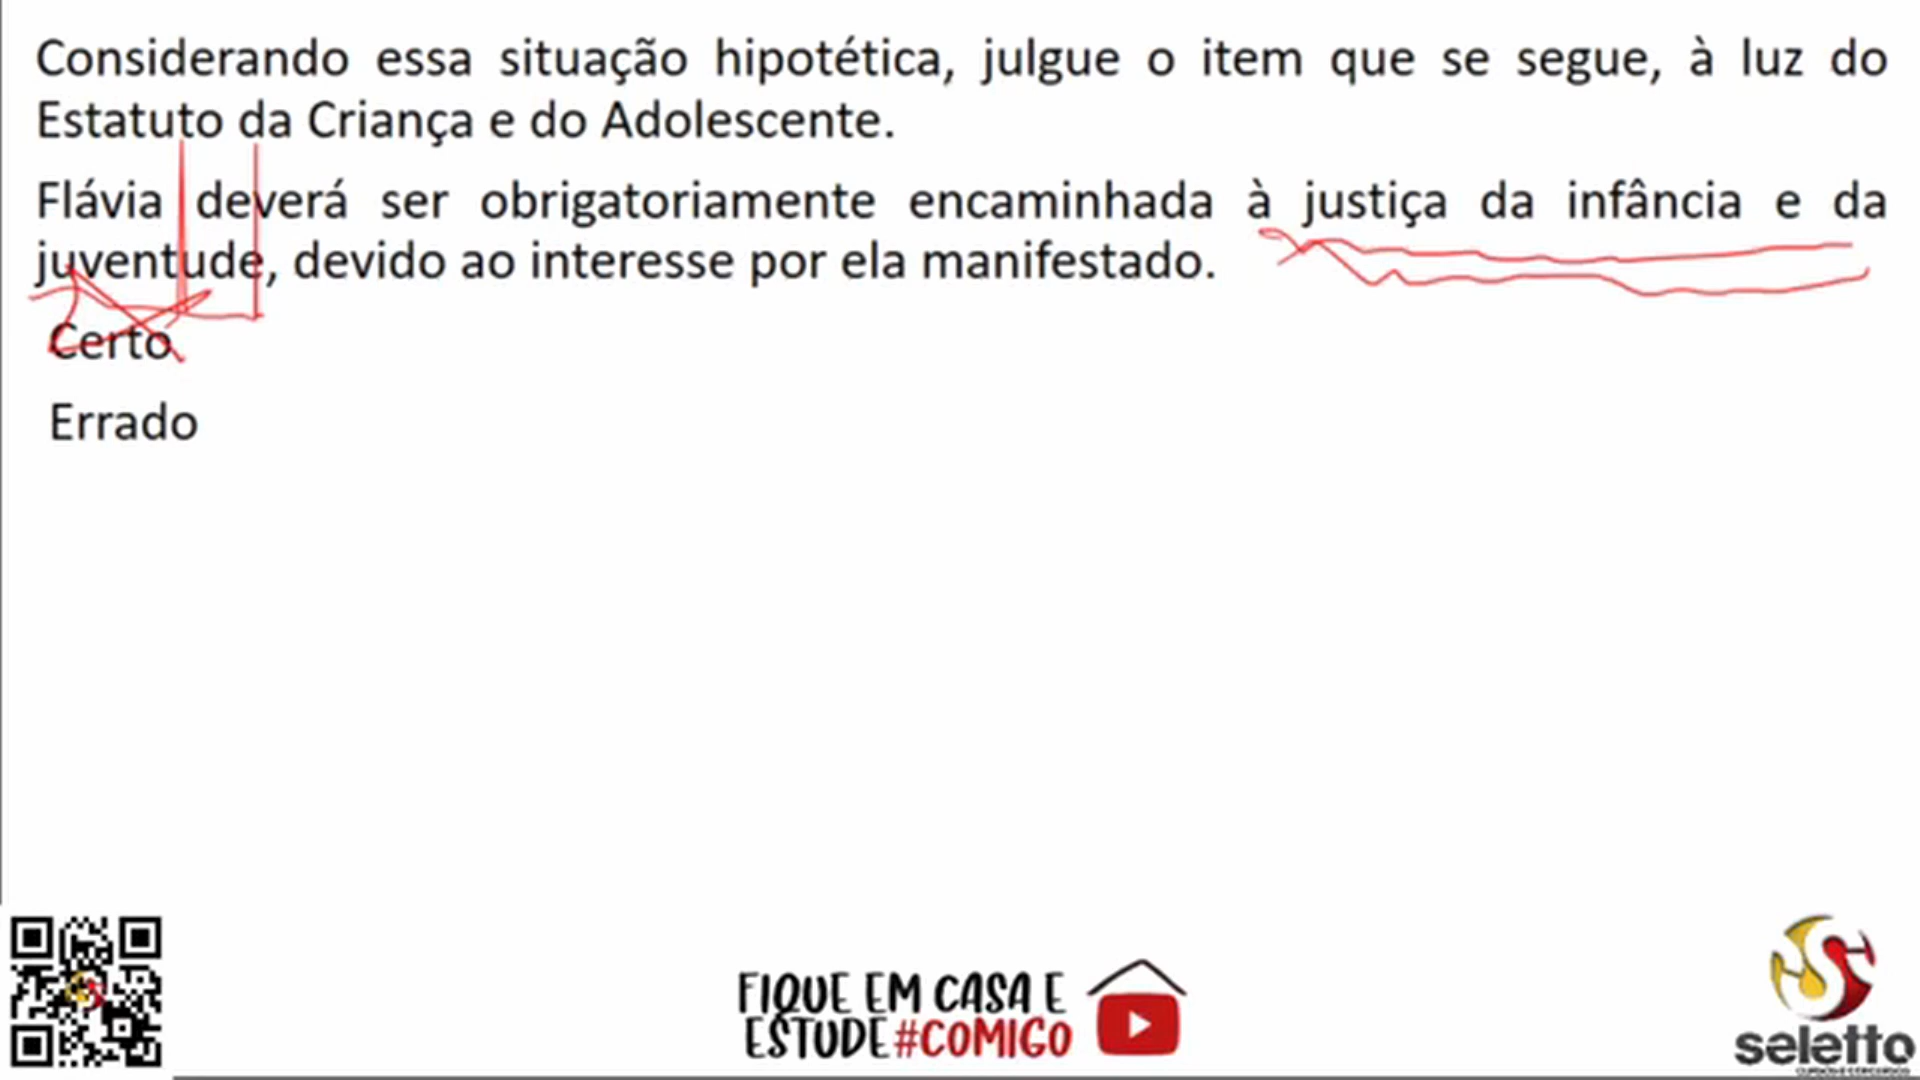 Considerando essa situação hipotética, julgue o item que se segue, à luz do
Estatuto da Criança e do Adolescente.
Flávia deverá ser obrigatoriamente encaminhada à justiça da infância e da
juventude, devido ao interesse por ela manifestado.
Certo
Errado
FIQUE EM CASA E
ESTUDE #COMIGO
seletto
CURSOS E CONCURSOS